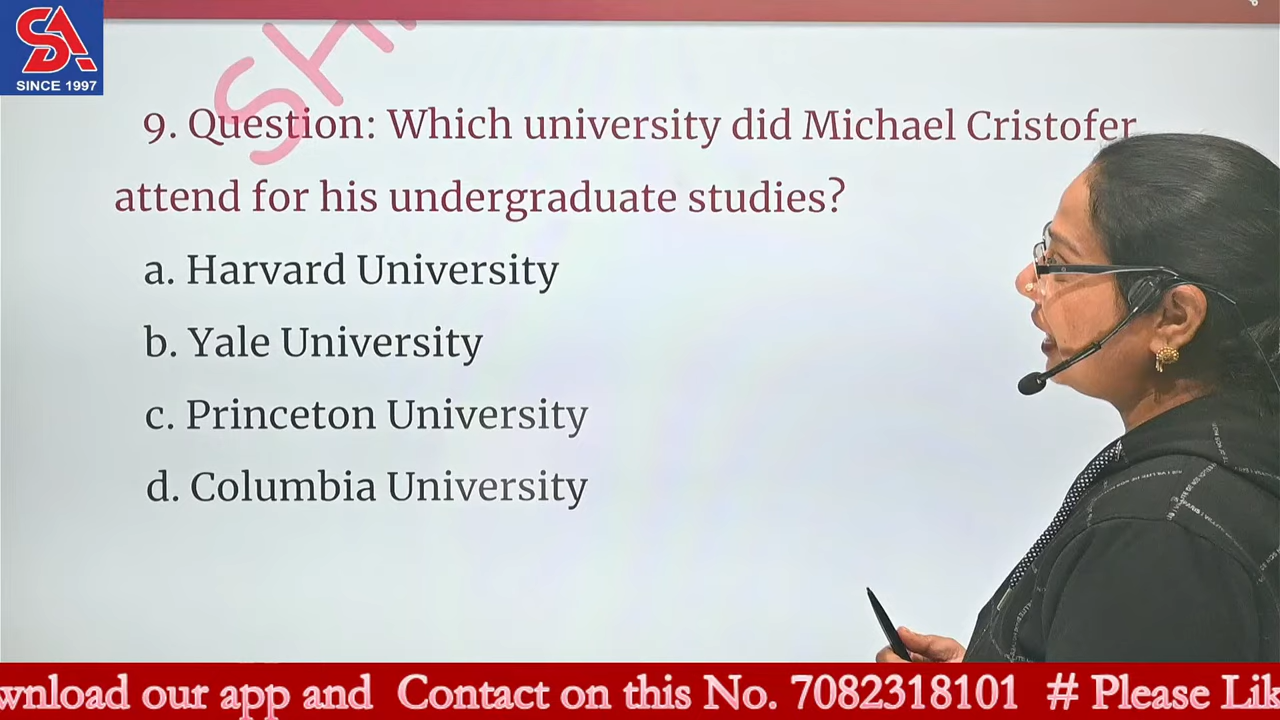 SA
SINCE 1997
SH
9. Question: Which university did Michael Cristofer
attend for his undergraduate studies?
a. Harvard University
b. Yale University
c. Princeton University
d. Columbia University
wnload our app and Contact on this No. 7082318101 # Please Lik